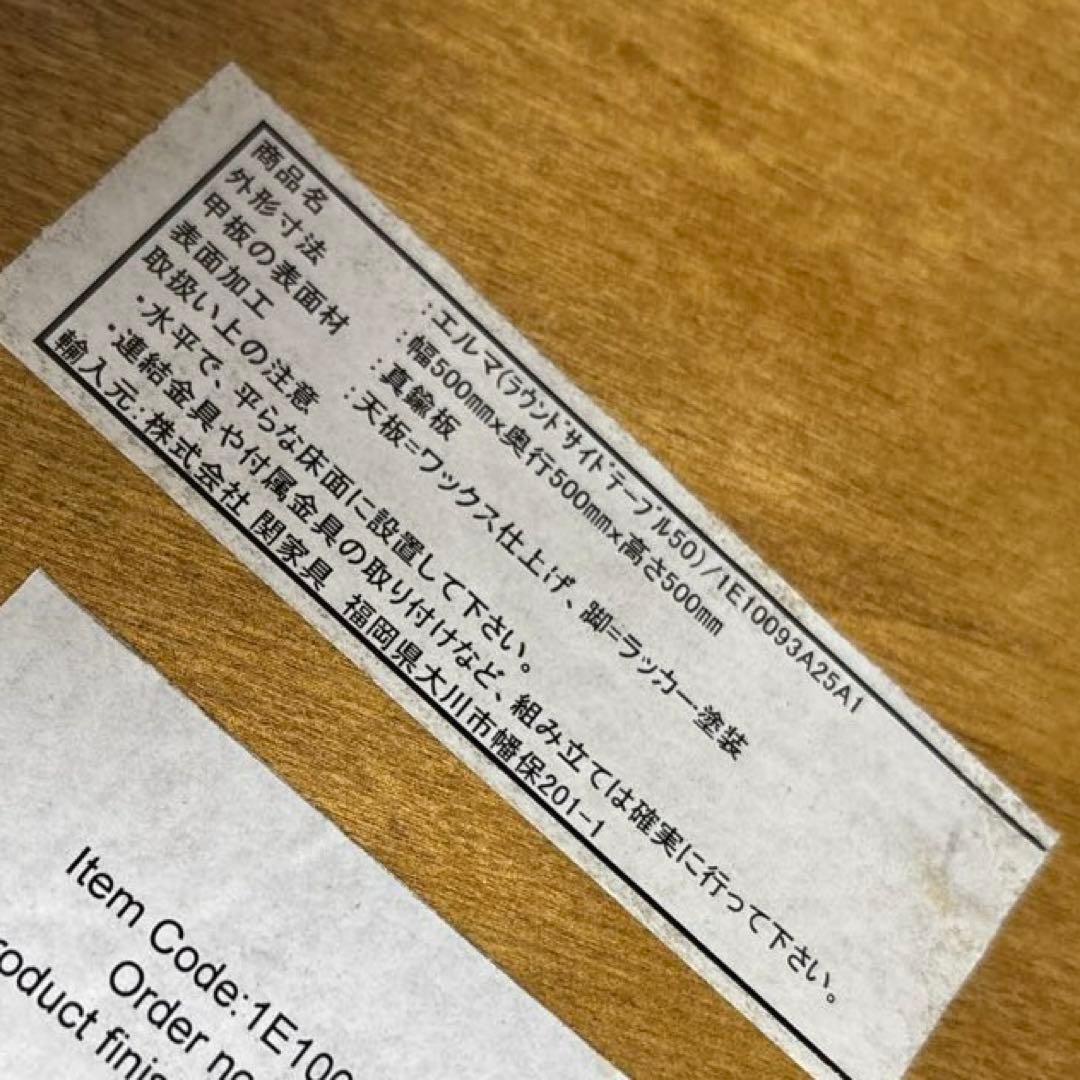 商品名 :エルマ(ラウンドサイドテーブル50)/1E10093A25A1
外形寸法 :幅500mm×奥行500mm×高さ500mm
甲板の表面材 :真鍮板
表面加工 :天板=ワックス仕上げ、脚=ラッカー塗装
取扱い上の注意
・水平で、平らな床面に設置して下さい。
・連結金具や付属金具の取り付けなど、組み立ては確実に行って下さい。
輸入元:株式会社 関家具 福岡県大川市幡保201-1
Item Code:1E100
Order no
roduct finis